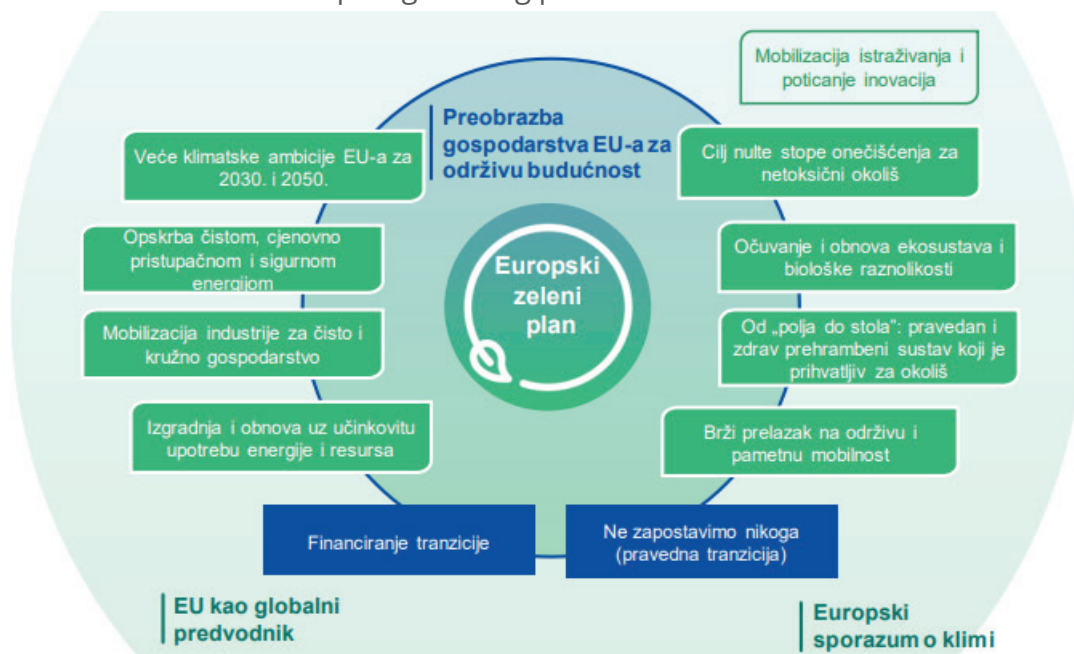 Mobilizacija istraživanja i
poticanje inovacija
Preobrazba
gospodarstva EU-a za
održivu budućnost
Veće klimatske ambicije EU-a za
2030. i 2050.
Cilj nulte stope onečišćenja za
netoksični okoliš
Opskrba čistom, cjenovno
pristupačnom i sigurnom
energijom
Očuvanje i obnova ekosustava i
biološke raznolikosti
Europski
zeleni
plan
Mobilizacija industrije za čisto i
kružno gospodarstvo
Od „polja do stola”: pravedan i
zdrav prehrambeni sustav koji je
prihvatljiv za okoliš
Izgradnja i obnova uz učinkovitu
upotrebu energije i resursa
Brži prelazak na održivu i
pametnu mobilnost
Financiranje tranzicije
Ne zapostavimo nikoga
(pravedna tranzicija)
EU kao globalni
predvodnik
Europski
sporazum o klimi